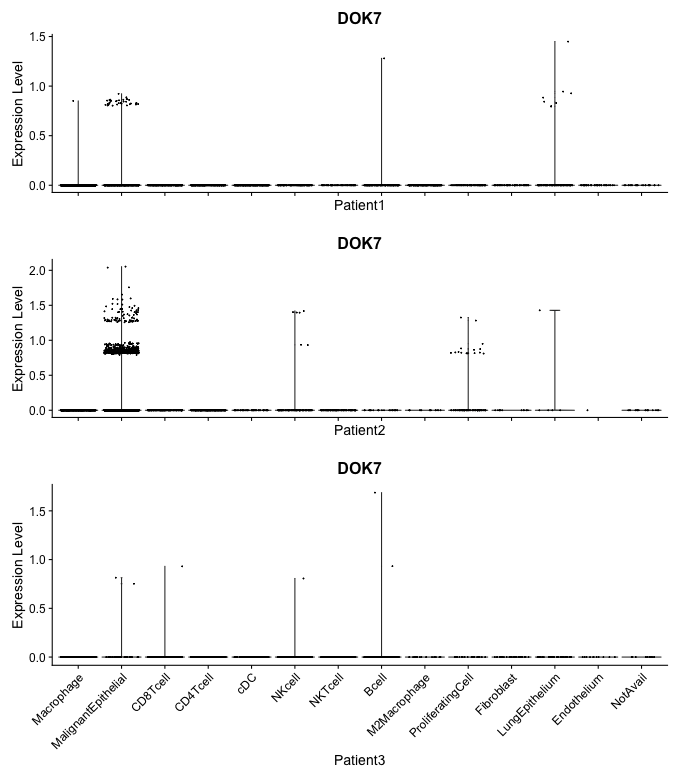 DOK7
1.5
1.0
0.5
0.0
Expression Level
Patient1
DOK7
2.0
1.5
1.0
0.5
0.0
Expression Level
Patient2
DOK7
1.5
1.0
0.5
0.0
Expression Level
Macrophage
MalignantEpithelial
CD8Tcell
CD4Tcell
cDC
NKcell
NKTcell
Bcell
M2Macrophage
ProliferatingCell
Fibroblast
LungEpithelium
Endothelium
NotAvail
Patient3